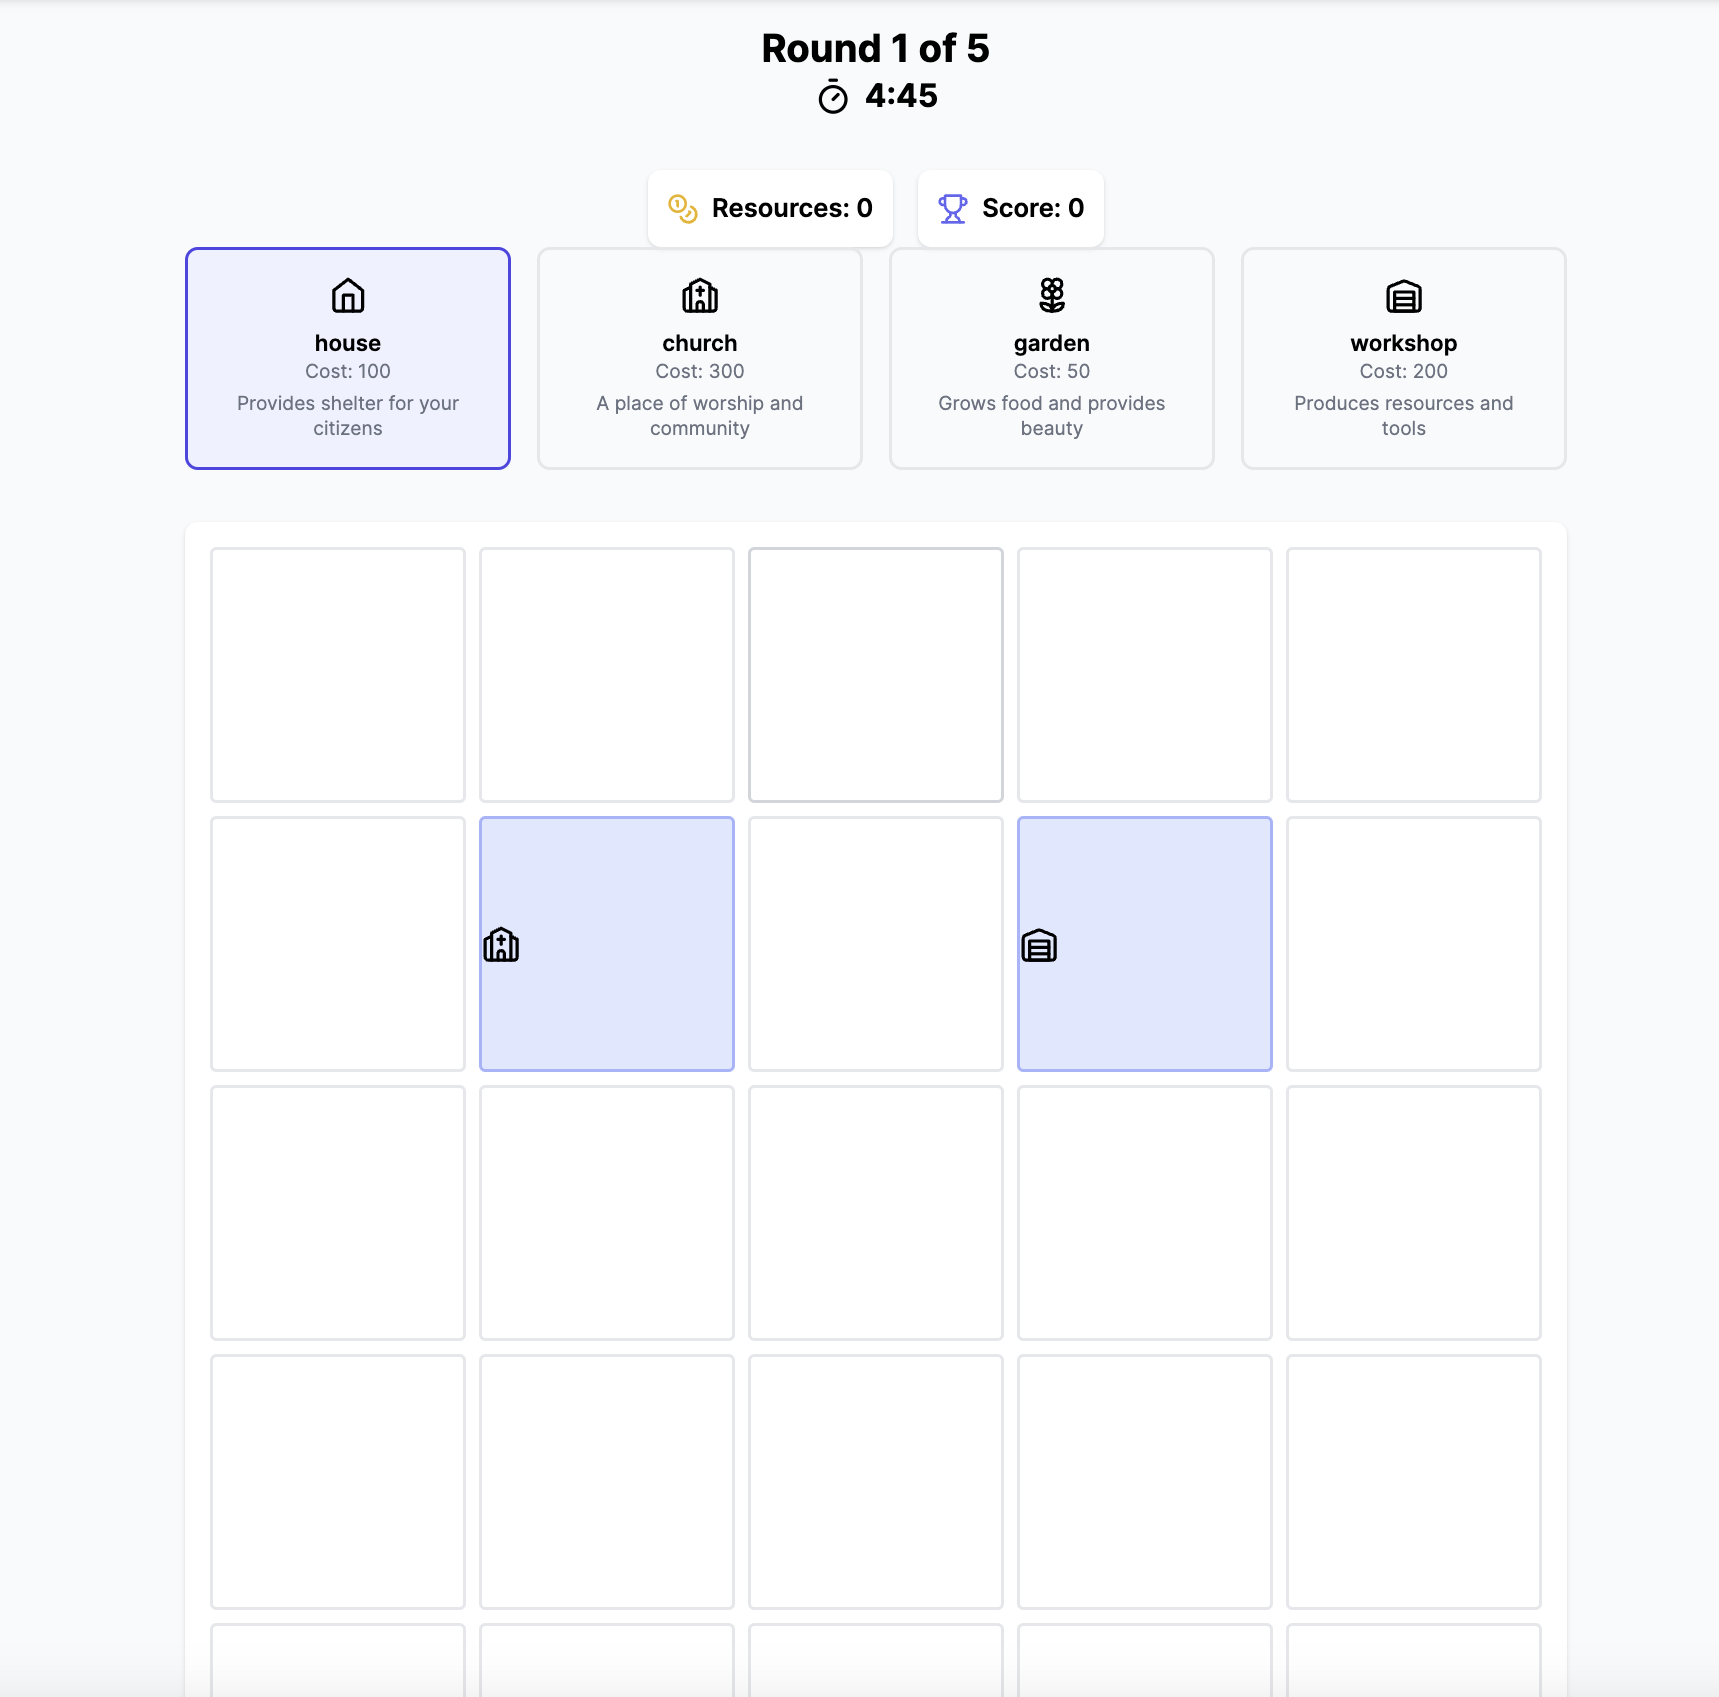 Round 1 of 5
4:45
Resources: 0
Score: 0
house
Cost: 100
Provides shelter for your
citizens
church
Cost: 300
A place of worship and
community
garden
Cost: 50
Grows food and provides
beauty
workshop
Cost: 200
Produces resources and
tools